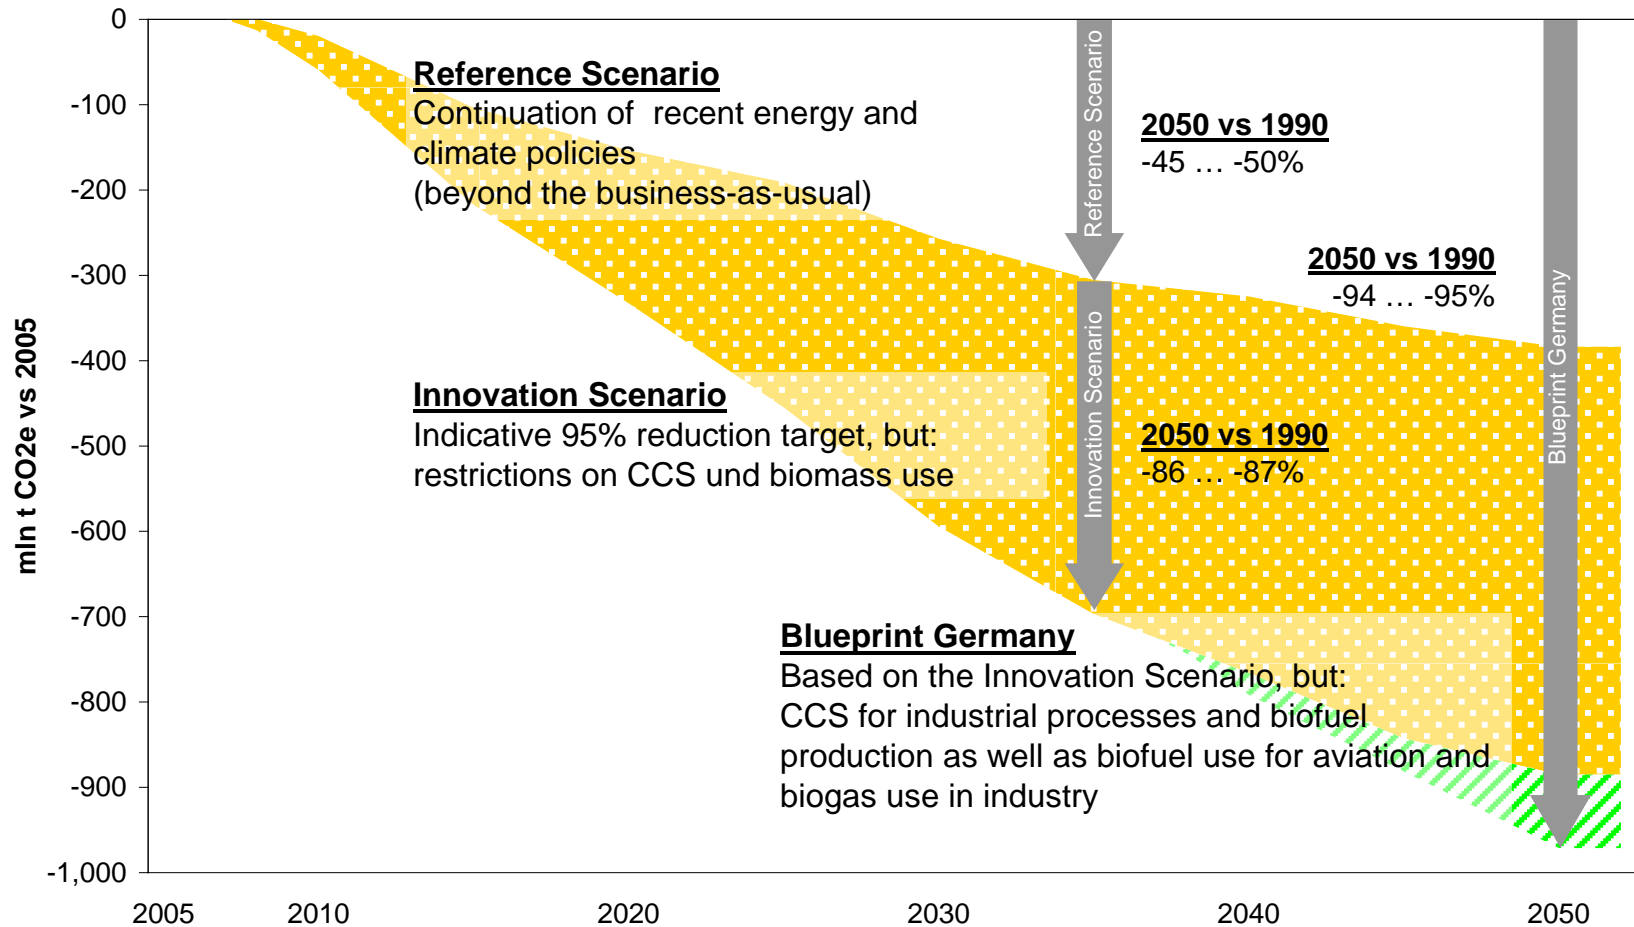 0
-100
-200
-300
-400
-500
-600
-700
-800
-900
-1,000
mln t CO2e vs 2005
2005
2010
2020
2030
2040
2050
Reference Scenario
Continuation of recent energy and
climate policies
(beyond the business-as-usual)
Reference Scenario
2050 vs 1990
-45 … -50%
2050 vs 1990
-94 … -95%
Innovation Scenario
Indicative 95% reduction target, but:
restrictions on CCS und biomass use
Innovation Scenario
2050 vs 1990
-86 … -87%
Blueprint Germany
Blueprint Germany
Based on the Innovation Scenario, but:
CCS for industrial processes and biofuel
production as well as biofuel use for aviation and
biogas use in industry